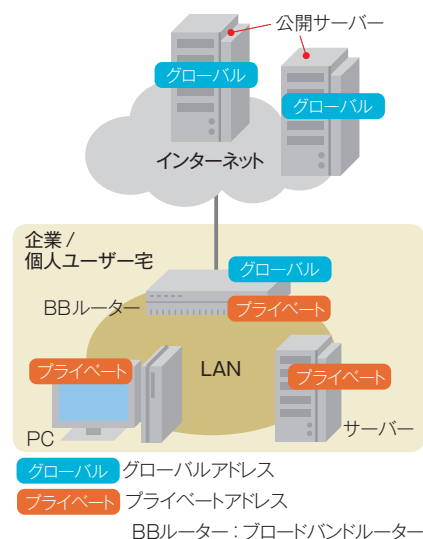 公開サーバー
グローバル
グローバル
インターネット
企業 /
個人ユーザー宅
グローバル
BBルーター
プライベート
プライベート
LAN
プライベート
PC
サーバー
グローバル グローバルアドレス
プライベート プライベートアドレス
BBルーター：ブロードバンドルーター